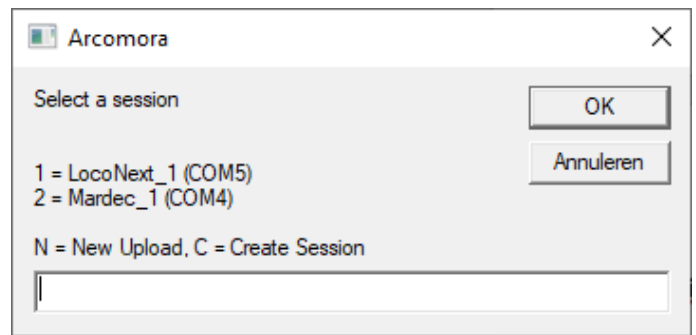 Arcomora
Select a session
OK
Annuleren
1 = LocoNext_1 (COM5)
2 = Mardec_1 (COM4)
N = New Upload, C = Create Session